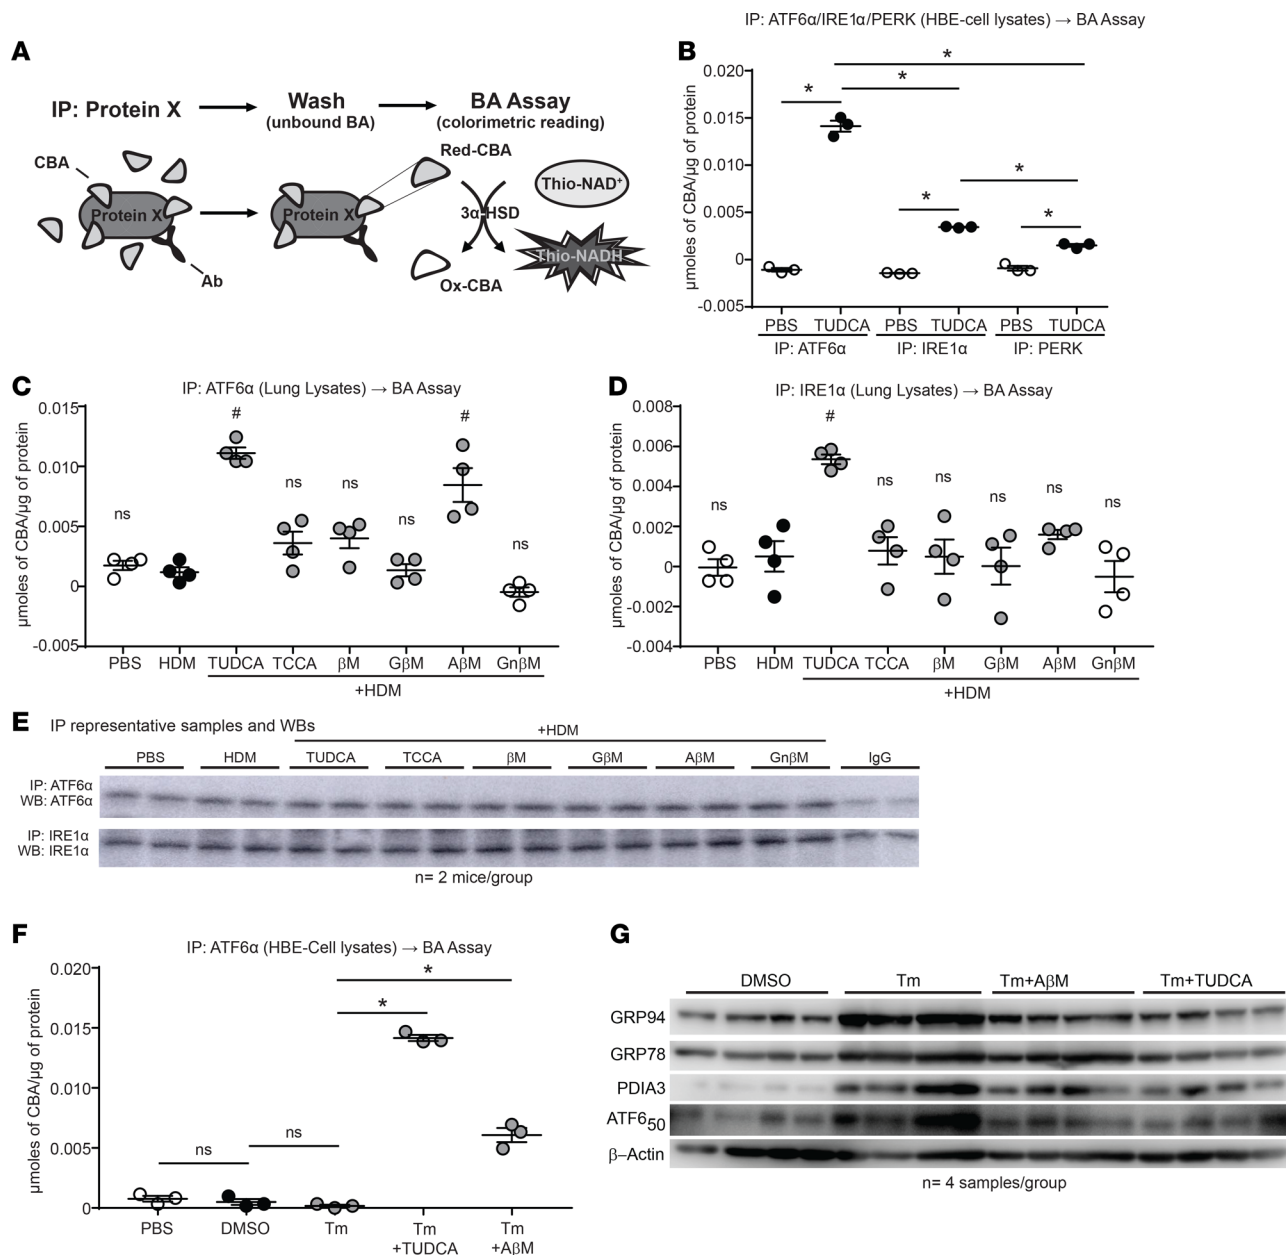 IP: ATF6α/IRE1α/PERK (HBE-cell lysates) → BA Assay
A
IP: Protein X
Wash
(unbound BA)
BA Assay
(colorimetric reading)
CBA
Protein X
Ab
Protein X
Red-CBA
Thio-NAD+
3α-HSD
Thio-NADH
Ox-CBA
B
μmoles of CBA/μg of protein
0.020
0.015
0.010
0.005
0
-0.005
*
*
*
*
*
*
PBS TUDCA PBS TUDCA PBS TUDCA
IP: ATF6α IP: IRE1α IP: PERK
C
IP: ATF6α (Lung Lysates) → BA Assay
μmoles of CBA/μg of protein
0.015
0.010
0.005
0
-0.005
ns # ns ns ns # ns
PBS HDM TUDCA TCCA βM GβM AβM GnβM
+HDM
D
IP: IRE1α (Lung Lysates) → BA Assay
μmoles of CBA/μg of protein
0.008
0.006
0.004
0.002
0
-0.002
-0.004
ns # ns ns ns ns ns
PBS HDM TUDCA TCCA βM GβM AβM GnβM
+HDM
E
IP representative samples and WBs
+HDM
PBS HDM TUDCA TCCA βM GβM AβM GnβM IgG
IP: ATF6α
WB: ATF6α
IP: IRE1α
WB: IRE1α
n= 2 mice/group
F
IP: ATF6α (HBE-Cell lysates) → BA Assay
μmoles of CBA/μg of protein
0.020
0.015
0.010
0.005
0
*
*
ns
ns
PBS DMSO Tm Tm Tm
+TUDCA +AβM
G
DMSO Tm Tm+AβM Tm+TUDCA
GRP94
GRP78
PDIA3
ATF650
β–Actin
n= 4 samples/group